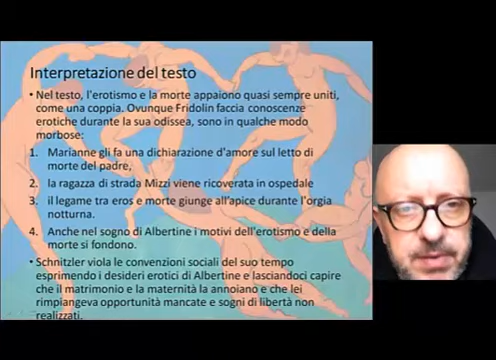 Interpretazione del testo
• Nel testo, l'erotismo e la morte appaiono quasi sempre uniti,
come una coppia. Ovunque Fridolin faccia conoscenze
erotiche durante la sua odissea, sono in qualche modo
morbose:
1. Marianne gli fa una dichiarazione d'amore sul letto di
morte del padre,
2. la ragazza di strada Mizzi viene ricoverata in ospedale
3. il legame tra eros e morte giunge all'apice durante l'orgia
notturna.
4. Anche nel sogno di Albertine i motivi dell'erotismo e della
morte si fondono.
• Schnitzler viola le convenzioni sociali del suo tempo
esprimendo i desideri erotici di Albertine e lasciandoci capire
che il matrimonio e la maternità la annoiano e che lei
rimpiangeva opportunità mancate e sogni di libertà non
realizzati.